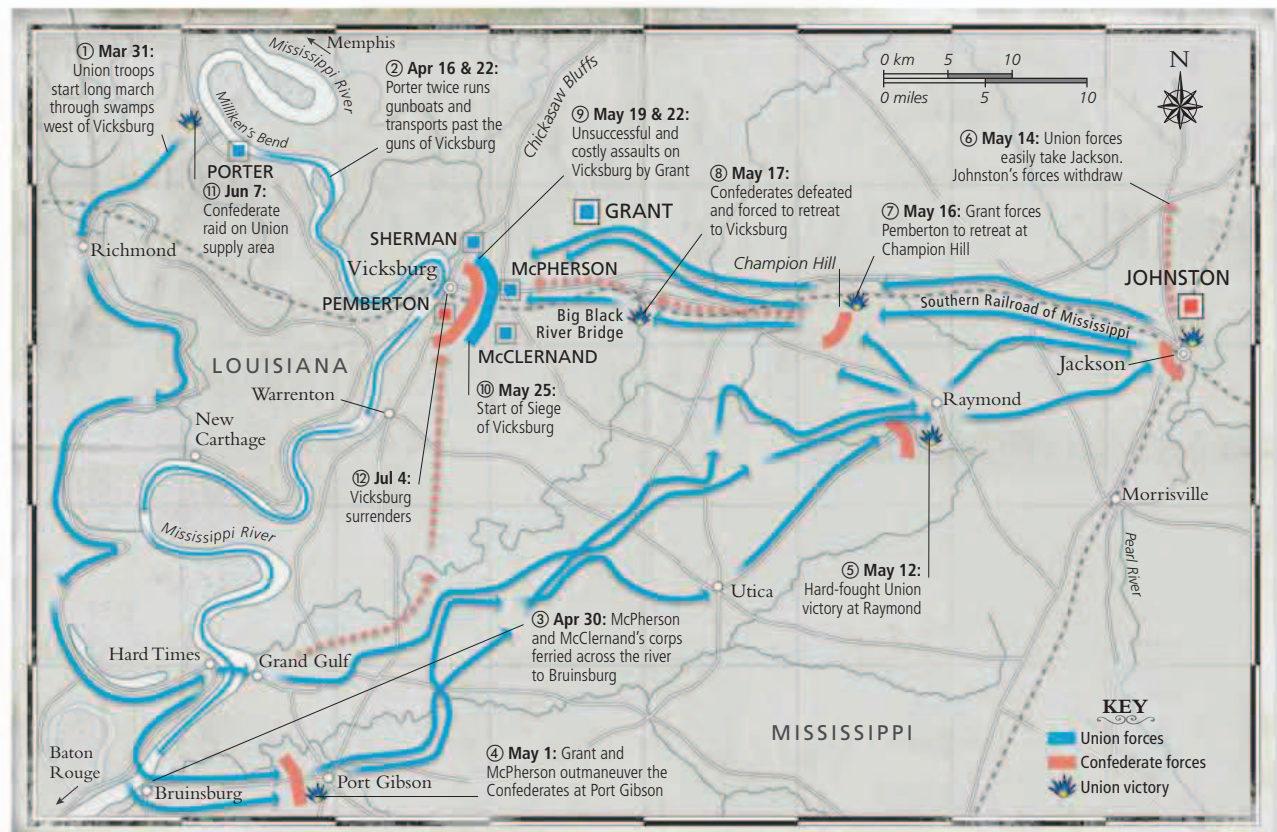 ① Mar 31:
Union troops
start long march
through swamps
west of Vicksburg
Memphis
Mississippi River
Milliken's Bend
② Apr 16 & 22:
Porter twice runs
gunboats and
transports past the
guns of Vicksburg
Chickasaw Bluffs
⑨ May 19 & 22:
Unsuccessful and
costly assaults on
Vicksburg by Grant
0 km 5 10
0 miles 5 10
N
⑥ May 14: Union forces
easily take Jackson.
Johnston's forces withdraw
⑧ May 17:
Confederates defeated
and forced to retreat
to Vicksburg
⑦ May 16: Grant forces
Pemberton to retreat at
Champion Hill
PORTER
⑪ Jun 7:
Confederate
raid on Union
supply area
GRANT
Richmond
SHERMAN
Vicksburg
McPHERSON
Champion Hill
JOHNSTON
PEMBERTON
Big Black
River Bridge
Southern Railroad of Mississippi
McCLERNAND
Jackson
LOUISIANA
Warrenton
⑩ May 25:
Start of Siege
of Vicksburg
Raymond
New
Carthage
⑫ Jul 4:
Vicksburg
surrenders
Morrisville
Mississippi River
Pearl River
⑤ May 12:
Hard-fought Union
victory at Raymond
Utica
③ Apr 30: McPherson
and McClernand's corps
ferried across the river
to Bruinsburg
Hard Times
Grand Gulf
KEY
Union forces
Confederate forces
Union victory
MISSISSIPPI
④ May 1: Grant and
McPherson outmaneuver the
Confederates at Port Gibson
Baton
Rouge
Port Gibson
Bruinsburg